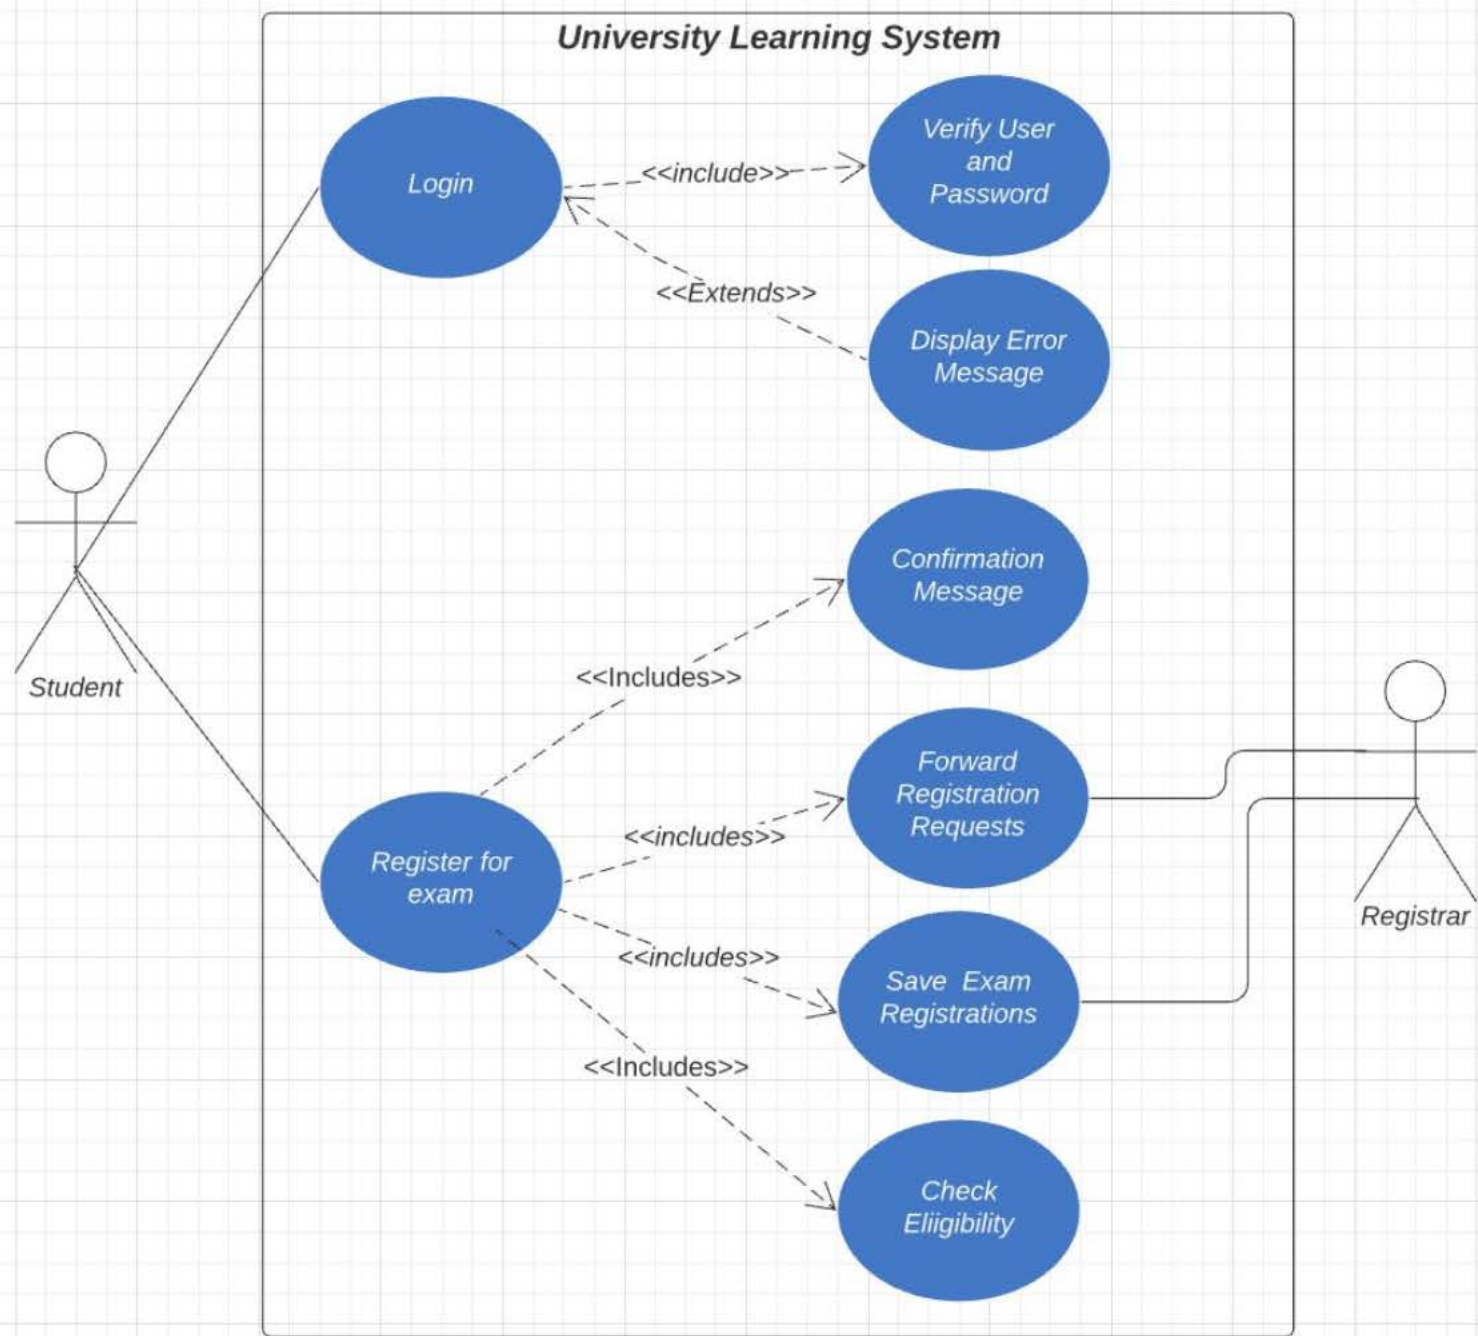 University Learning System
Login
<<include>>
Verify User
and
Password
<<Extends>>
Display Error
Message
Student
Confirmation
Message
<<Includes>>
Forward
Registration
Requests
<<includes>>
Register for
exam
Registrar
<<includes>>
Save  Exam
Registrations
<<Includes>>
Check
Eliigibility